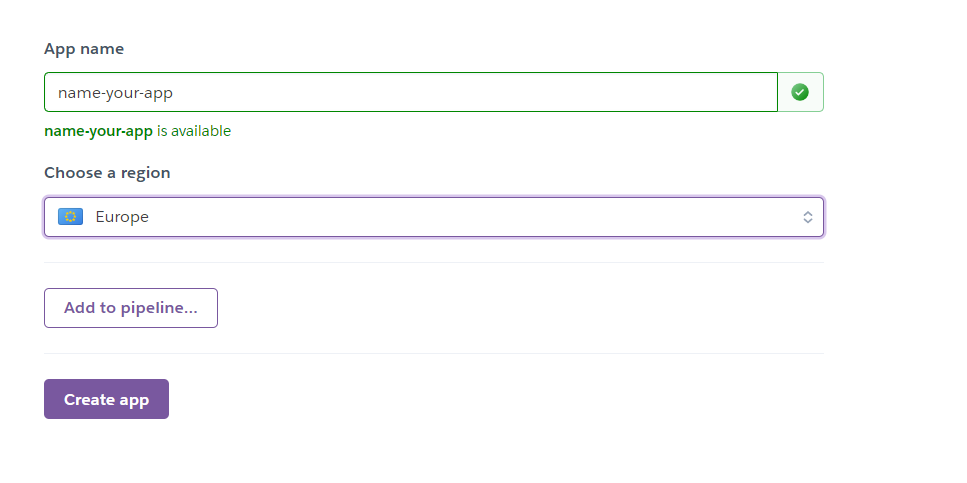 App name
name-your-app
name-your-app is available
Choose a region
Europe
Add to pipeline...
Create app